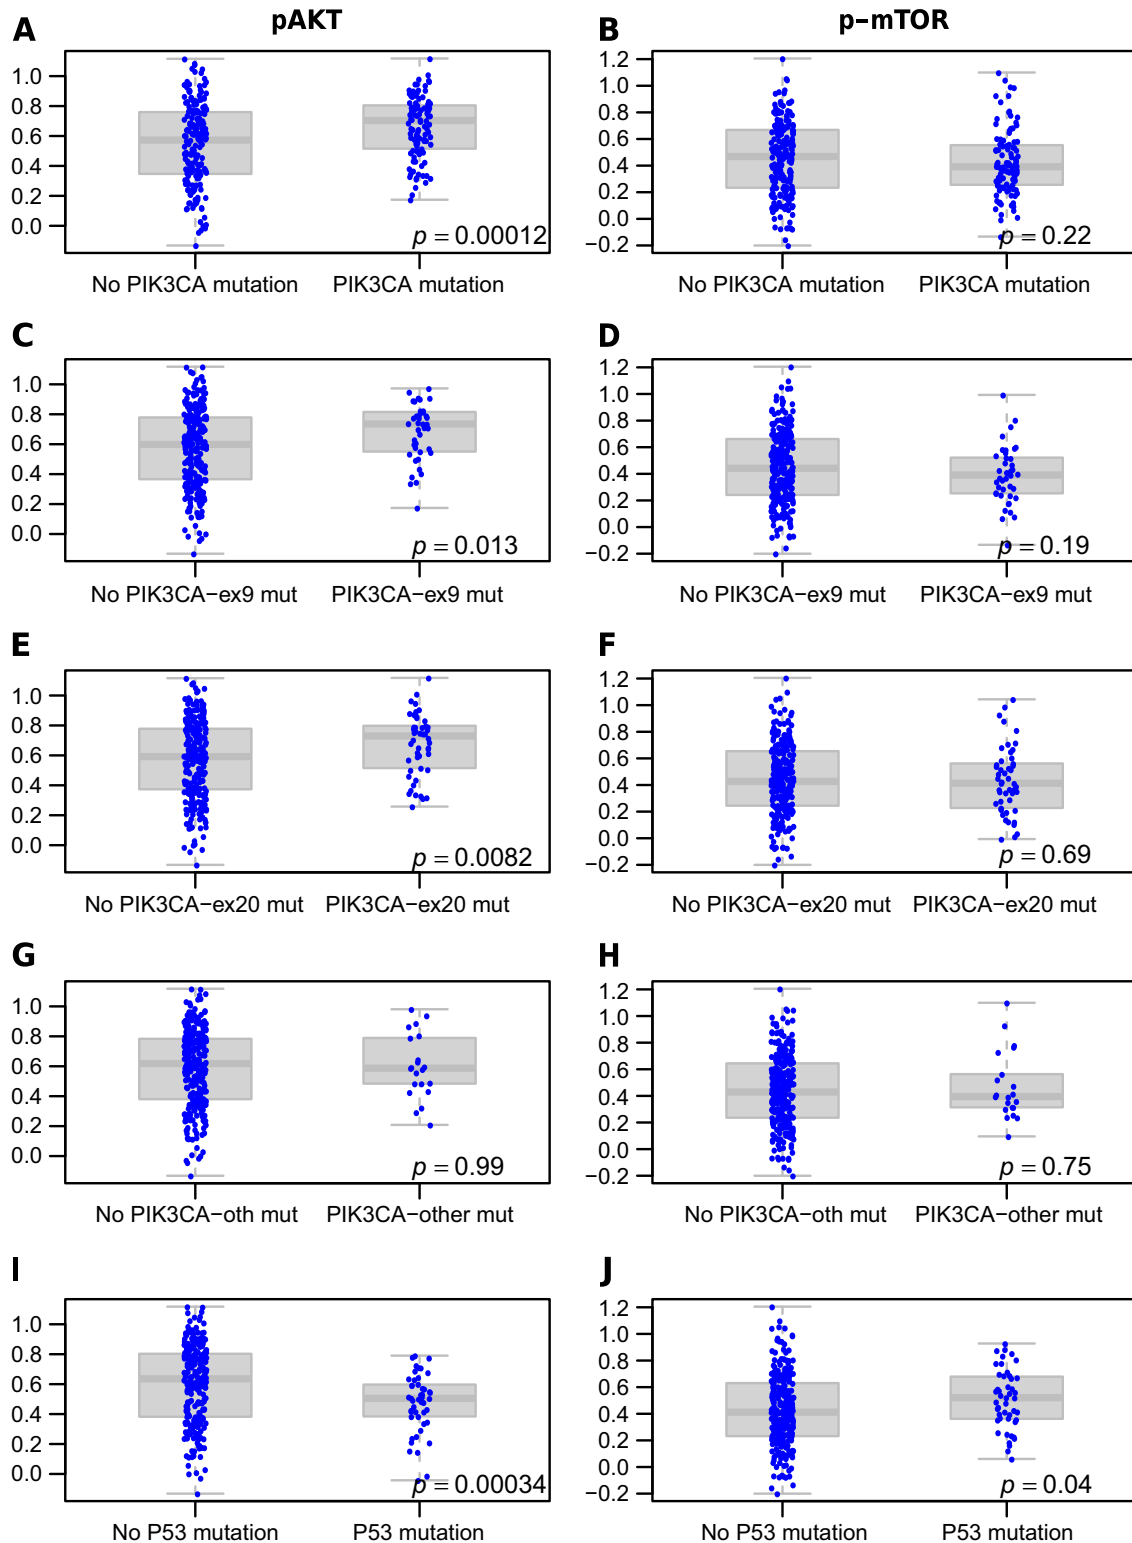 pAKT
p−mTOR
A
1.0
0.8
0.6
0.4
0.2
0.0
p = 0.00012
No PIK3CA mutation PIK3CA mutation
B
1.2
1.0
0.8
0.6
0.4
0.2
0.0
−0.2
p = 0.22
No PIK3CA mutation PIK3CA mutation
C
1.0
0.8
0.6
0.4
0.2
0.0
p = 0.013
No PIK3CA−ex9 mut PIK3CA−ex9 mut
D
1.2
1.0
0.8
0.6
0.4
0.2
0.0
−0.2
p = 0.19
No PIK3CA−ex9 mut PIK3CA−ex9 mut
E
1.0
0.8
0.6
0.4
0.2
0.0
p = 0.0082
No PIK3CA−ex20 mut PIK3CA−ex20 mut
F
1.2
1.0
0.8
0.6
0.4
0.2
0.0
−0.2
p = 0.69
No PIK3CA−ex20 mut PIK3CA−ex20 mut
G
1.0
0.8
0.6
0.4
0.2
0.0
p = 0.99
No PIK3CA−oth mut PIK3CA−other mut
H
1.2
1.0
0.8
0.6
0.4
0.2
0.0
−0.2
p = 0.75
No PIK3CA−oth mut PIK3CA−other mut
I
1.0
0.8
0.6
0.4
0.2
0.0
p = 0.00034
No P53 mutation P53 mutation
J
1.2
1.0
0.8
0.6
0.4
0.2
0.0
−0.2
p = 0.04
No P53 mutation P53 mutation